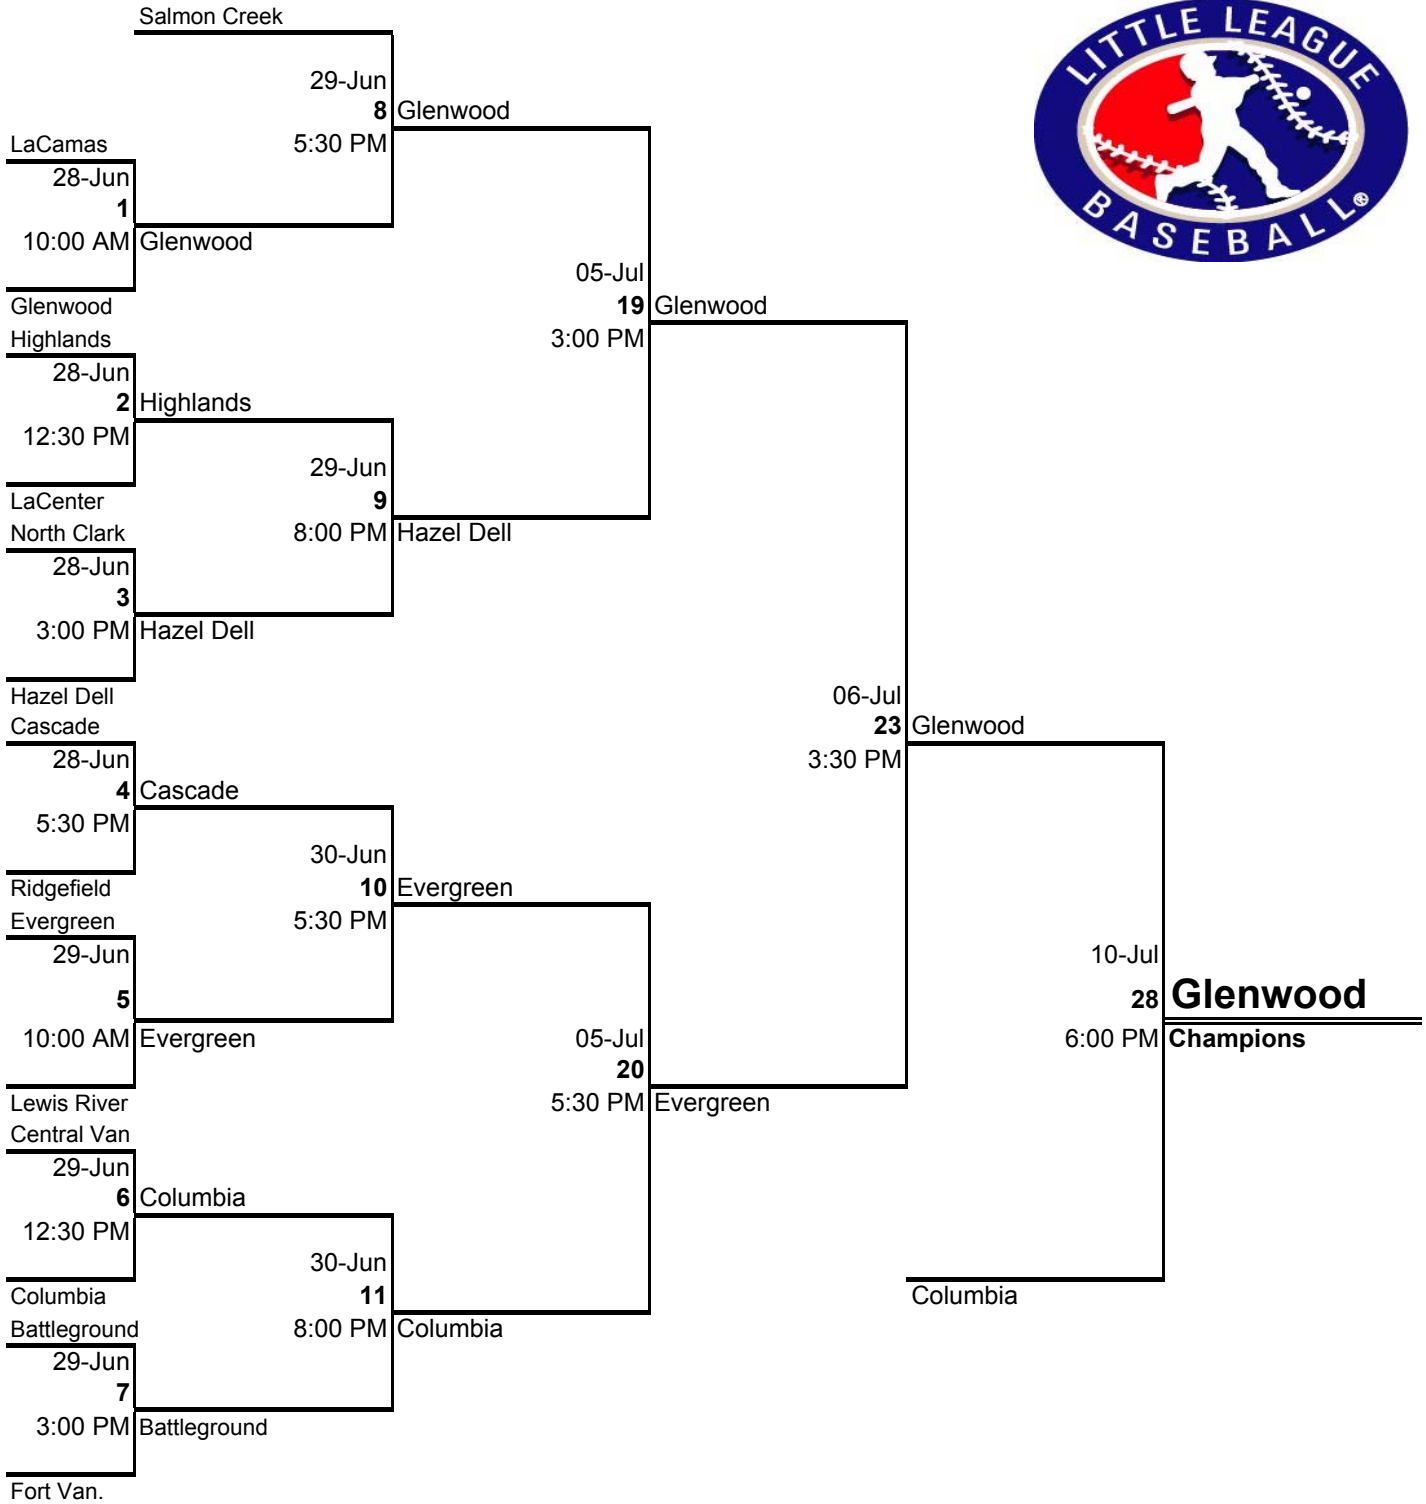 Salmon Creek
LITTLE LEAGUE
BASEBALL®
29-Jun
8 Glenwood
5:30 PM
LaCamas
28-Jun
1
10:00 AM Glenwood
Glenwood
05-Jul
19 Glenwood
3:00 PM
Highlands
28-Jun
2 Highlands
12:30 PM
LaCenter
29-Jun
9
8:00 PM Hazel Dell
North Clark
28-Jun
3
3:00 PM Hazel Dell
Hazel Dell
06-Jul
23 Glenwood
3:30 PM
Cascade
28-Jun
4 Cascade
5:30 PM
Ridgefield
30-Jun
10 Evergreen
5:30 PM
Evergreen
29-Jun
5
10:00 AM Evergreen
Lewis River
10-Jul
28 Glenwood
6:00 PM Champions
05-Jul
20
5:30 PM Evergreen
Central Van
29-Jun
6 Columbia
12:30 PM
Columbia
30-Jun
11
8:00 PM Columbia
Columbia
Battleground
29-Jun
7
3:00 PM Battleground
Fort Van.